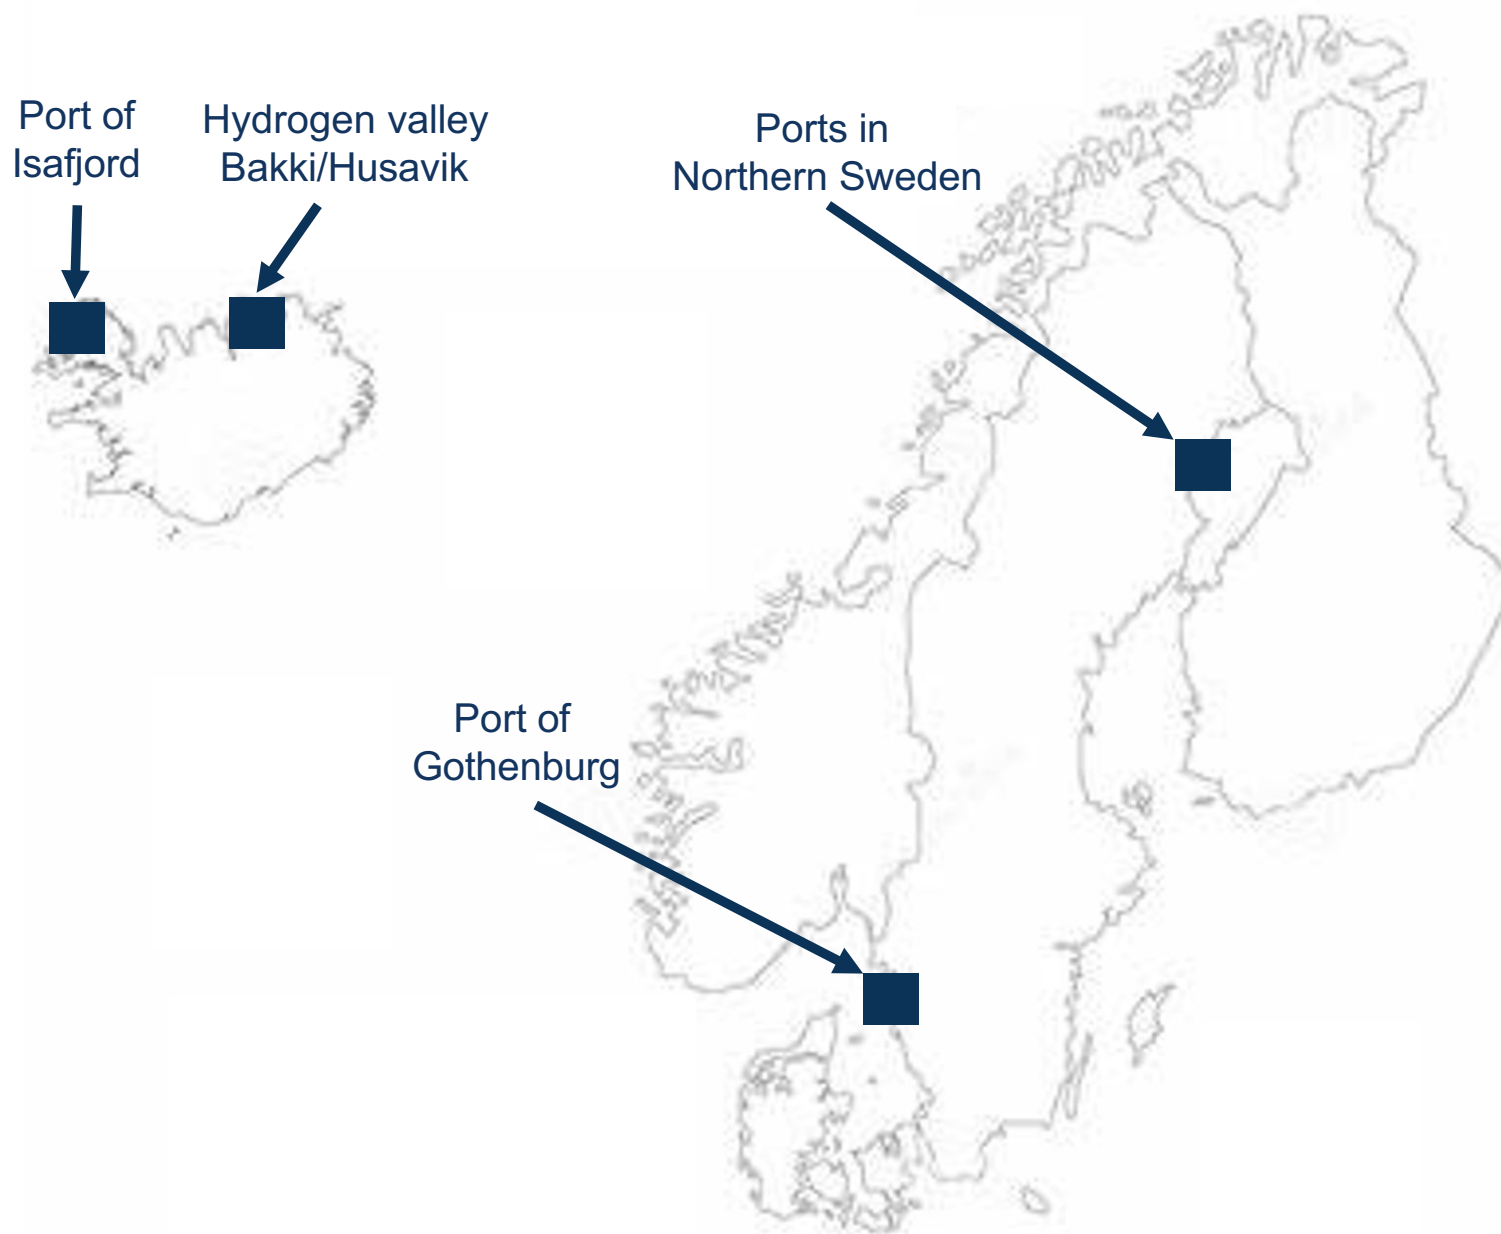 Port of
Isafjord
Hydrogen valley
Bakki/Husavik
Ports in
Northern Sweden
Port of
Gothenburg